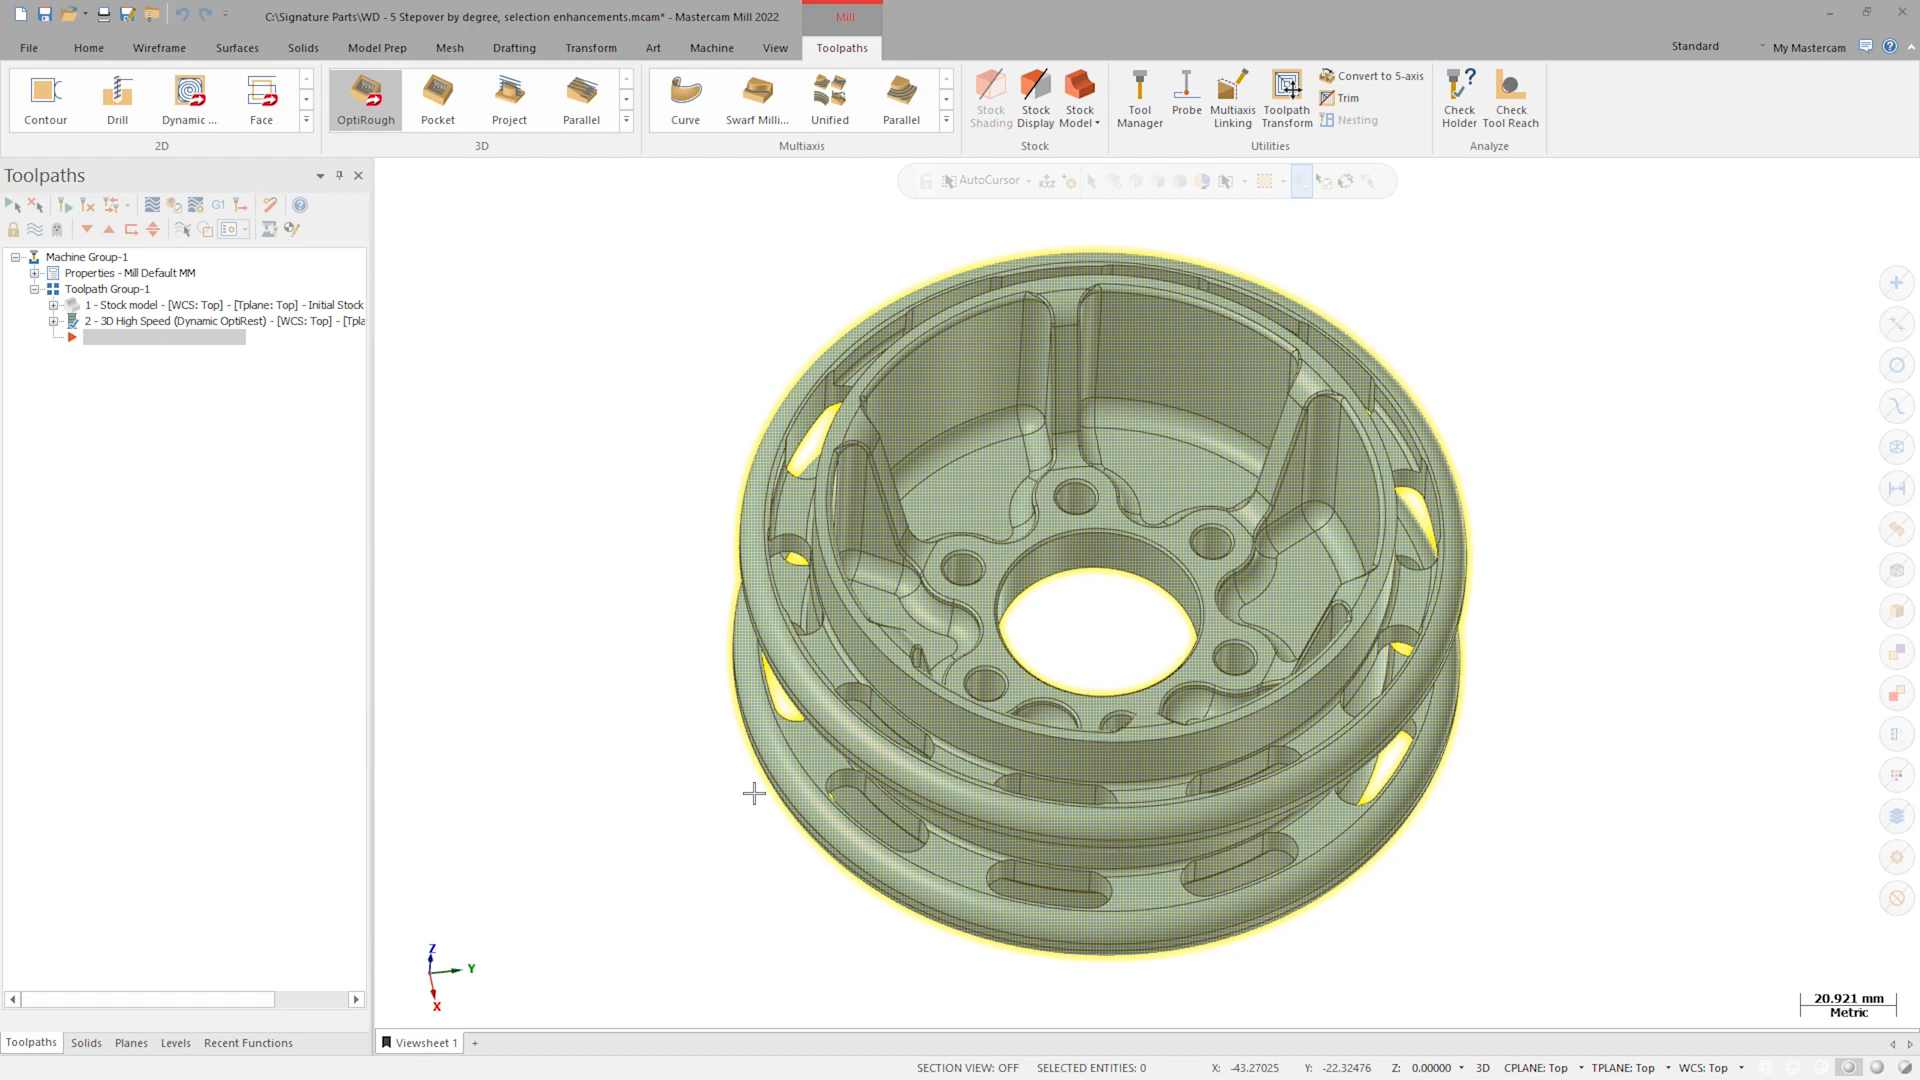 C:\Signature Parts\WD - 5 Stepover by degree, selection enhancements.mcam* - Mastercam Mill 2022
Mill
File Home Wireframe Surfaces Solids Model Prep Mesh Drafting Transform Art Machine View Toolpaths
Standard My Mastercam
Contour Drill Dynamic ... Face
2D
OptiRough Pocket Project Parallel
3D
Curve Swarf Milli... Unified Parallel
Multiaxis
Stock Shading
Stock Display
Stock Model
Stock
Tool Manager
Probe
Multiaxis Linking
Toolpath Transform
Convert to 5-axis
Trim
Nesting
Utilities
Check Holder
Check Tool Reach
Analyze
Toolpaths
G1
AutoCursor
XYZ
Machine Group-1
Properties - Mill Default MM
Toolpath Group-1
1 - Stock model - [WCS: Top] - [Tplane: Top] - Initial Stock
2 - 3D High Speed (Dynamic OptiRest) - [WCS: Top] - [Tpla
Z
Y
X
20.921 mm
Metric
Toolpaths Solids Planes Levels Recent Functions
Viewsheet 1 +
SECTION VIEW: OFF SELECTED ENTITIES: 0 X: -43.27025 Y: -22.32476 Z: 0.00000 3D CPLANE: Top TPLANE: Top WCS: Top